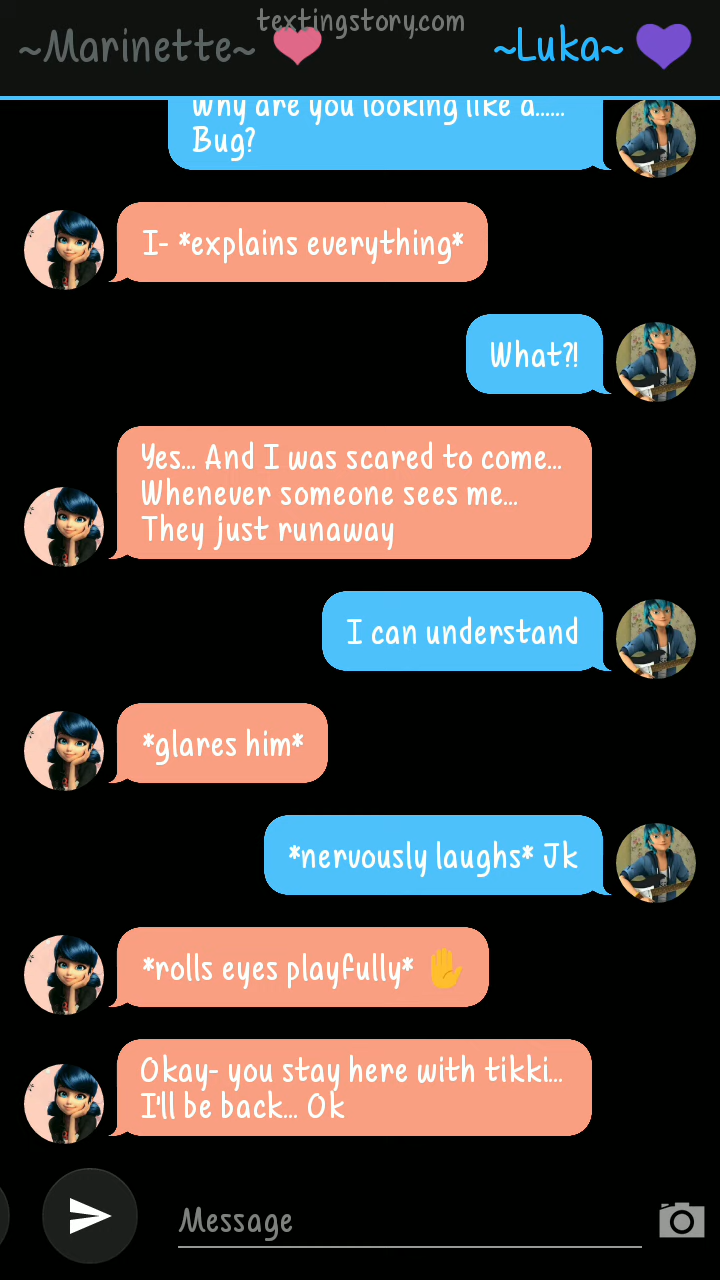 textingstory.com
~Marinette~
~Luka~
Why are you looking like a......
Bug?
I- *explains everything*
What?!
Yes... And I was scared to come...
Whenever someone sees me...
They just runaway
I can understand
*glares him*
*nervously laughs* Jk
*rolls eyes playfully* ✋
Okay- you stay here with tikki...
I'll be back... Ok
Message